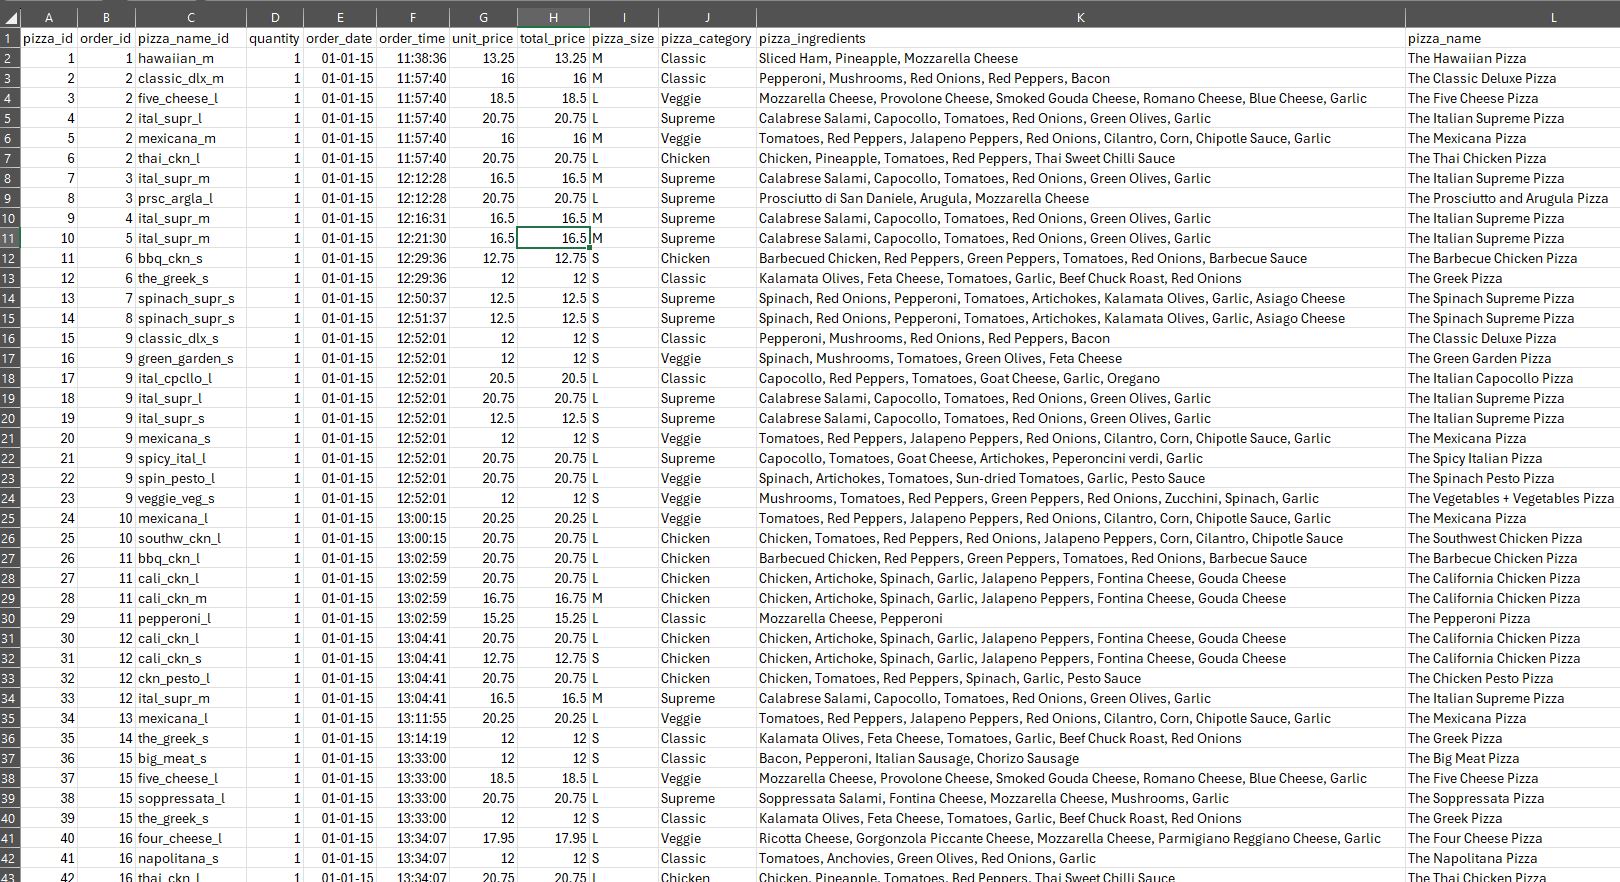 A B C D E F G H I J K L
1 pizza_id order_id pizza_name_id quantity order_date order_time unit_price total_price pizza_size pizza_category pizza_ingredients pizza_name
2 1 1 hawaiian_m 1 01-01-15 11:38:36 13.25 13.25 M Classic Sliced Ham, Pineapple, Mozzarella Cheese The Hawaiian Pizza
3 2 2 classic_dlx_m 1 01-01-15 11:57:40 16 16 M Classic Pepperoni, Mushrooms, Red Onions, Red Peppers, Bacon The Classic Deluxe Pizza
4 3 2 five_cheese_l 1 01-01-15 11:57:40 18.5 18.5 L Veggie Mozzarella Cheese, Provolone Cheese, Smoked Gouda Cheese, Romano Cheese, Blue Cheese, Garlic The Five Cheese Pizza
5 4 2 ital_supr_l 1 01-01-15 11:57:40 20.75 20.75 L Supreme Calabrese Salami, Capocollo, Tomatoes, Red Onions, Green Olives, Garlic The Italian Supreme Pizza
6 5 2 mexicana_m 1 01-01-15 11:57:40 16 16 M Veggie Tomatoes, Red Peppers, Jalapeno Peppers, Red Onions, Cilantro, Corn, Chipotle Sauce, Garlic The Mexicana Pizza
7 6 2 thai_ckn_l 1 01-01-15 11:57:40 20.75 20.75 L Chicken Chicken, Pineapple, Tomatoes, Red Peppers, Thai Sweet Chilli Sauce The Thai Chicken Pizza
8 7 3 ital_supr_m 1 01-01-15 12:12:28 16.5 16.5 M Supreme Calabrese Salami, Capocollo, Tomatoes, Red Onions, Green Olives, Garlic The Italian Supreme Pizza
9 8 3 prsc_argla_l 1 01-01-15 12:12:28 20.75 20.75 L Supreme Prosciutto di San Daniele, Arugula, Mozzarella Cheese The Prosciutto and Arugula Pizza
10 9 4 ital_supr_m 1 01-01-15 12:16:31 16.5 16.5 M Supreme Calabrese Salami, Capocollo, Tomatoes, Red Onions, Green Olives, Garlic The Italian Supreme Pizza
11 10 5 ital_supr_m 1 01-01-15 12:21:30 16.5 16.5 M Supreme Calabrese Salami, Capocollo, Tomatoes, Red Onions, Green Olives, Garlic The Italian Supreme Pizza
12 11 6 bbq_ckn_s 1 01-01-15 12:29:36 12.75 12.75 S Chicken Barbecued Chicken, Red Peppers, Green Peppers, Tomatoes, Red Onions, Barbecue Sauce The Barbecue Chicken Pizza
13 12 6 the_greek_s 1 01-01-15 12:29:36 12 12 S Classic Kalamata Olives, Feta Cheese, Tomatoes, Garlic, Beef Chuck Roast, Red Onions The Greek Pizza
14 13 7 spinach_supr_s 1 01-01-15 12:50:37 12.5 12.5 S Supreme Spinach, Red Onions, Pepperoni, Tomatoes, Artichokes, Kalamata Olives, Garlic, Asiago Cheese The Spinach Supreme Pizza
15 14 8 spinach_supr_s 1 01-01-15 12:51:37 12.5 12.5 S Supreme Spinach, Red Onions, Pepperoni, Tomatoes, Artichokes, Kalamata Olives, Garlic, Asiago Cheese The Spinach Supreme Pizza
16 15 9 classic_dlx_s 1 01-01-15 12:52:01 12 12 S Classic Pepperoni, Mushrooms, Red Onions, Red Peppers, Bacon The Classic Deluxe Pizza
17 16 9 green_garden_s 1 01-01-15 12:52:01 12 12 S Veggie Spinach, Mushrooms, Tomatoes, Green Olives, Feta Cheese The Green Garden Pizza
18 17 9 ital_cpcllo_l 1 01-01-15 12:52:01 20.5 20.5 L Classic Capocollo, Red Peppers, Tomatoes, Goat Cheese, Garlic, Oregano The Italian Capocollo Pizza
19 18 9 ital_supr_l 1 01-01-15 12:52:01 20.75 20.75 L Supreme Calabrese Salami, Capocollo, Tomatoes, Red Onions, Green Olives, Garlic The Italian Supreme Pizza
20 19 9 ital_supr_s 1 01-01-15 12:52:01 12.5 12.5 S Supreme Calabrese Salami, Capocollo, Tomatoes, Red Onions, Green Olives, Garlic The Italian Supreme Pizza
21 20 9 mexicana_s 1 01-01-15 12:52:01 12 12 S Veggie Tomatoes, Red Peppers, Jalapeno Peppers, Red Onions, Cilantro, Corn, Chipotle Sauce, Garlic The Mexicana Pizza
22 21 9 spicy_ital_l 1 01-01-15 12:52:01 20.75 20.75 L Supreme Capocollo, Tomatoes, Goat Cheese, Artichokes, Peperoncini verdi, Garlic The Spicy Italian Pizza
23 22 9 spin_pesto_l 1 01-01-15 12:52:01 20.75 20.75 L Veggie Spinach, Artichokes, Tomatoes, Sun-dried Tomatoes, Garlic, Pesto Sauce The Spinach Pesto Pizza
24 23 9 veggie_veg_s 1 01-01-15 12:52:01 12 12 S Veggie Mushrooms, Tomatoes, Red Peppers, Green Peppers, Red Onions, Zucchini, Spinach, Garlic The Vegetables + Vegetables Pizza
25 24 10 mexicana_l 1 01-01-15 13:00:15 20.25 20.25 L Veggie Tomatoes, Red Peppers, Jalapeno Peppers, Red Onions, Cilantro, Corn, Chipotle Sauce, Garlic The Mexicana Pizza
26 25 10 southw_ckn_l 1 01-01-15 13:00:15 20.75 20.75 L Chicken Chicken, Tomatoes, Red Peppers, Red Onions, Jalapeno Peppers, Corn, Cilantro, Chipotle Sauce The Southwest Chicken Pizza
27 26 11 bbq_ckn_l 1 01-01-15 13:02:59 20.75 20.75 L Chicken Barbecued Chicken, Red Peppers, Green Peppers, Tomatoes, Red Onions, Barbecue Sauce The Barbecue Chicken Pizza
28 27 11 cali_ckn_l 1 01-01-15 13:02:59 20.75 20.75 L Chicken Chicken, Artichoke, Spinach, Garlic, Jalapeno Peppers, Fontina Cheese, Gouda Cheese The California Chicken Pizza
29 28 11 cali_ckn_m 1 01-01-15 13:02:59 16.75 16.75 M Chicken Chicken, Artichoke, Spinach, Garlic, Jalapeno Peppers, Fontina Cheese, Gouda Cheese The California Chicken Pizza
30 29 11 pepperoni_l 1 01-01-15 13:02:59 15.25 15.25 L Classic Mozzarella Cheese, Pepperoni The Pepperoni Pizza
31 30 12 cali_ckn_l 1 01-01-15 13:04:41 20.75 20.75 L Chicken Chicken, Artichoke, Spinach, Garlic, Jalapeno Peppers, Fontina Cheese, Gouda Cheese The California Chicken Pizza
32 31 12 cali_ckn_s 1 01-01-15 13:04:41 12.75 12.75 S Chicken Chicken, Artichoke, Spinach, Garlic, Jalapeno Peppers, Fontina Cheese, Gouda Cheese The California Chicken Pizza
33 32 12 ckn_pesto_l 1 01-01-15 13:04:41 20.75 20.75 L Chicken Chicken, Tomatoes, Red Peppers, Spinach, Garlic, Pesto Sauce The Chicken Pesto Pizza
34 33 12 ital_supr_m 1 01-01-15 13:04:41 16.5 16.5 M Supreme Calabrese Salami, Capocollo, Tomatoes, Red Onions, Green Olives, Garlic The Italian Supreme Pizza
35 34 13 mexicana_l 1 01-01-15 13:11:55 20.25 20.25 L Veggie Tomatoes, Red Peppers, Jalapeno Peppers, Red Onions, Cilantro, Corn, Chipotle Sauce, Garlic The Mexicana Pizza
36 35 14 the_greek_s 1 01-01-15 13:14:19 12 12 S Classic Kalamata Olives, Feta Cheese, Tomatoes, Garlic, Beef Chuck Roast, Red Onions The Greek Pizza
37 36 15 big_meat_s 1 01-01-15 13:33:00 12 12 S Classic Bacon, Pepperoni, Italian Sausage, Chorizo Sausage The Big Meat Pizza
38 37 15 five_cheese_l 1 01-01-15 13:33:00 18.5 18.5 L Veggie Mozzarella Cheese, Provolone Cheese, Smoked Gouda Cheese, Romano Cheese, Blue Cheese, Garlic The Five Cheese Pizza
39 38 15 soppressata_l 1 01-01-15 13:33:00 20.75 20.75 L Supreme Soppressata Salami, Fontina Cheese, Mozzarella Cheese, Mushrooms, Garlic The Soppressata Pizza
40 39 15 the_greek_s 1 01-01-15 13:33:00 12 12 S Classic Kalamata Olives, Feta Cheese, Tomatoes, Garlic, Beef Chuck Roast, Red Onions The Greek Pizza
41 40 16 four_cheese_l 1 01-01-15 13:34:07 17.95 17.95 L Veggie Ricotta Cheese, Gorgonzola Piccante Cheese, Mozzarella Cheese, Parmigiano Reggiano Cheese, Garlic The Four Cheese Pizza
42 41 16 napolitana_s 1 01-01-15 13:34:07 12 12 S Classic Tomatoes, Anchovies, Green Olives, Red Onions, Garlic The Napolitana Pizza
43 42 16 thai_ckn_l 1 01-01-15 13:34:07 20.75 20.75 L Chicken Chicken, Pineapple, Tomatoes, Red Peppers, Thai Sweet Chilli Sauce The Thai Chicken Pizza